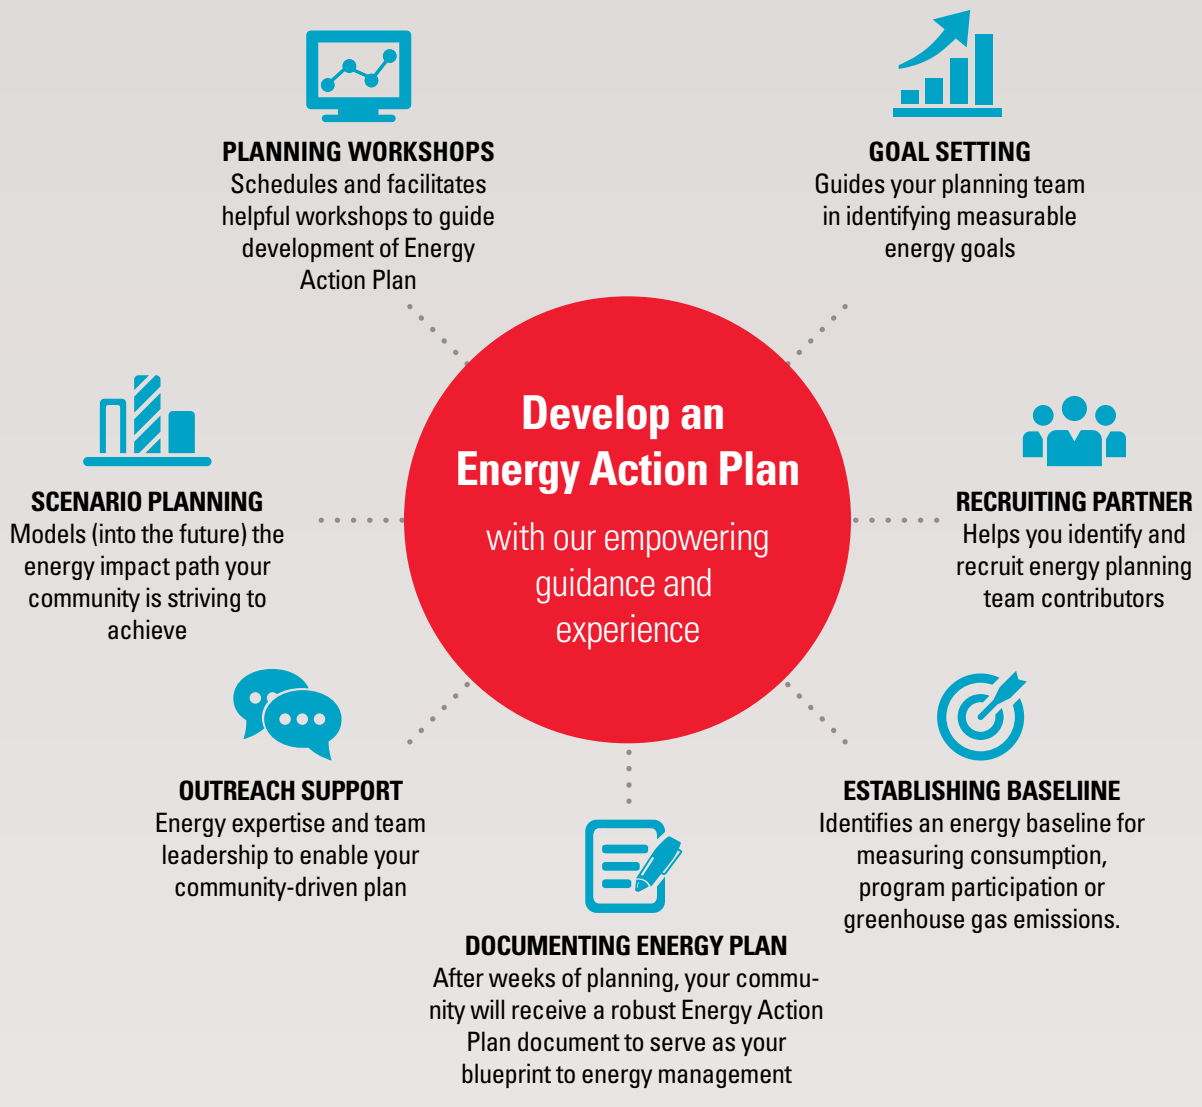 PLANNING WORKSHOPS
Schedules and facilitates
helpful workshops to guide
development of Energy
Action Plan
GOAL SETTING
Guides your planning team
in identifying measurable
energy goals
Develop an
Energy Action Plan
with our empowering
guidance and
experience
SCENARIO PLANNING
Models (into the future) the
energy impact path your
community is striving to
achieve
RECRUITING PARTNER
Helps you identify and
recruit energy planning
team contributors
OUTREACH SUPPORT
Energy expertise and team
leadership to enable your
community-driven plan
ESTABLISHING BASELIINE
Identifies an energy baseline for
measuring consumption,
program participation or
greenhouse gas emissions.
DOCUMENTING ENERGY PLAN
After weeks of planning, your commu-
nity will receive a robust Energy Action
Plan document to serve as your
blueprint to energy management